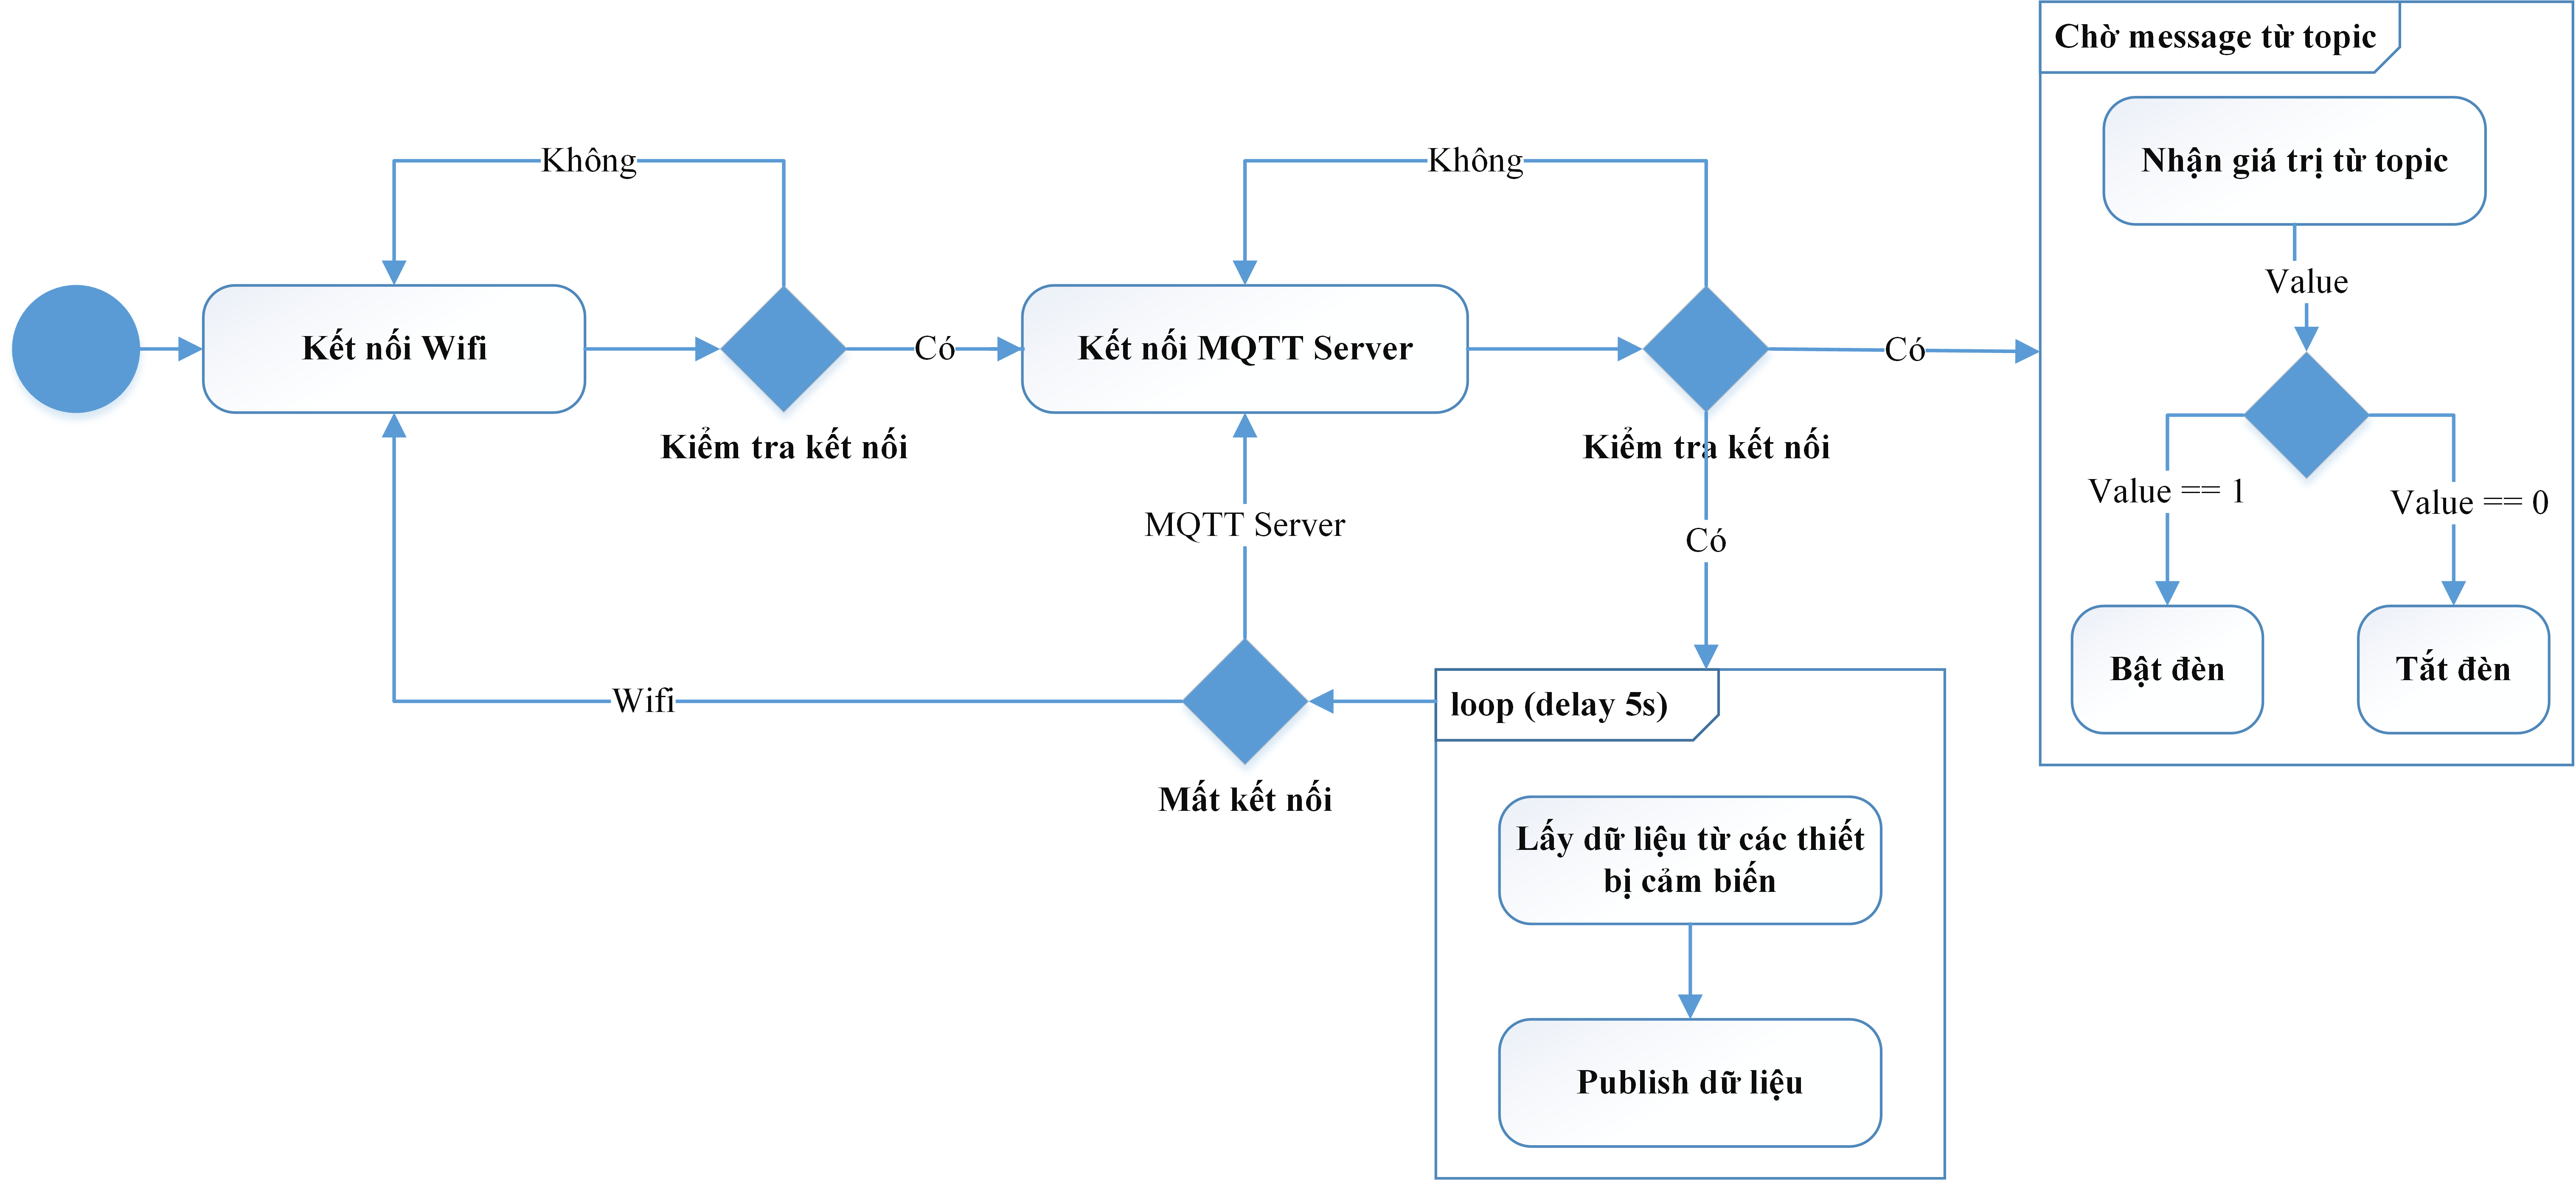 Chờ message từ topic
Không
Không
Nhận giá trị từ topic
Value
Kết nối Wifi
Có
Kết nối MQTT Server
Có
Kiểm tra kết nối
Kiểm tra kết nối
Value == 1
Value == 0
MQTT Server
Có
Bật đèn
Tắt đèn
Wifi
loop (delay 5s)
Mất kết nối
Lấy dữ liệu từ các thiết
bị cảm biến
Publish dữ liệu